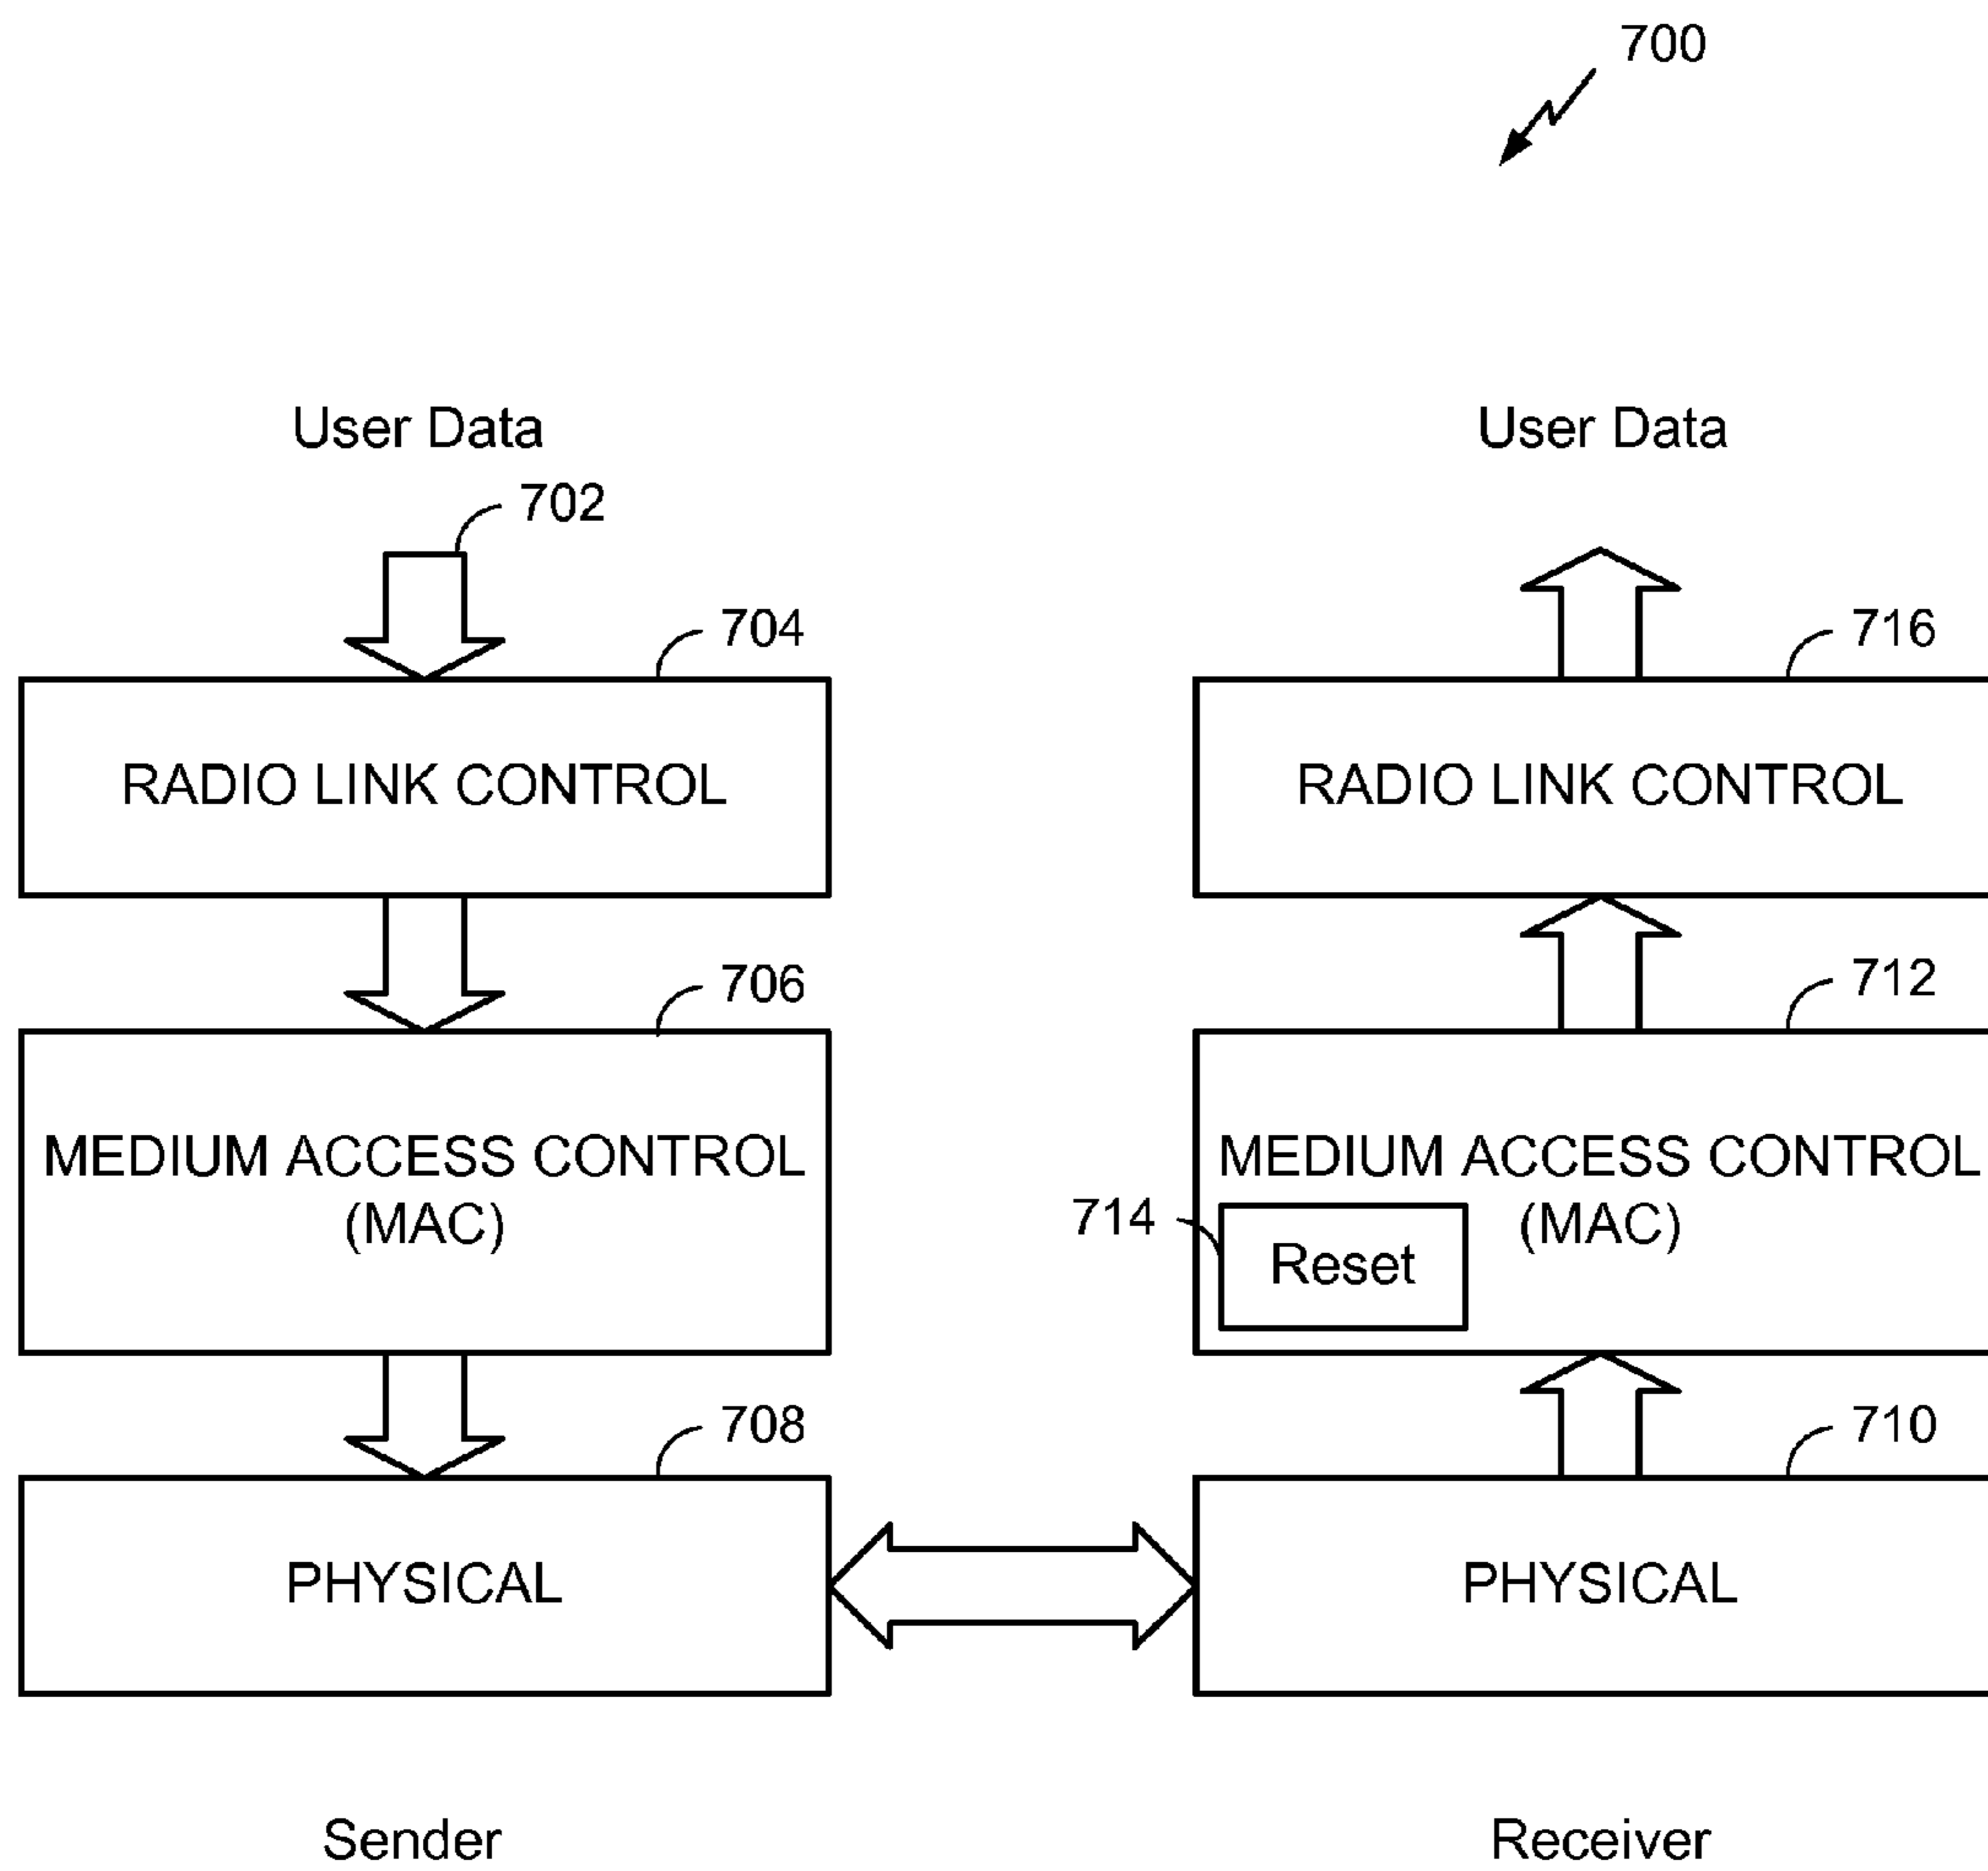 700
User Data
702
704
RADIO LINK CONTROL
706
MEDIUM ACCESS CONTROL
(MAC)
708
PHYSICAL
Sender
User Data
716
RADIO LINK CONTROL
712
MEDIUM ACCESS CONTROL
(MAC)
714
Reset
710
PHYSICAL
Receiver